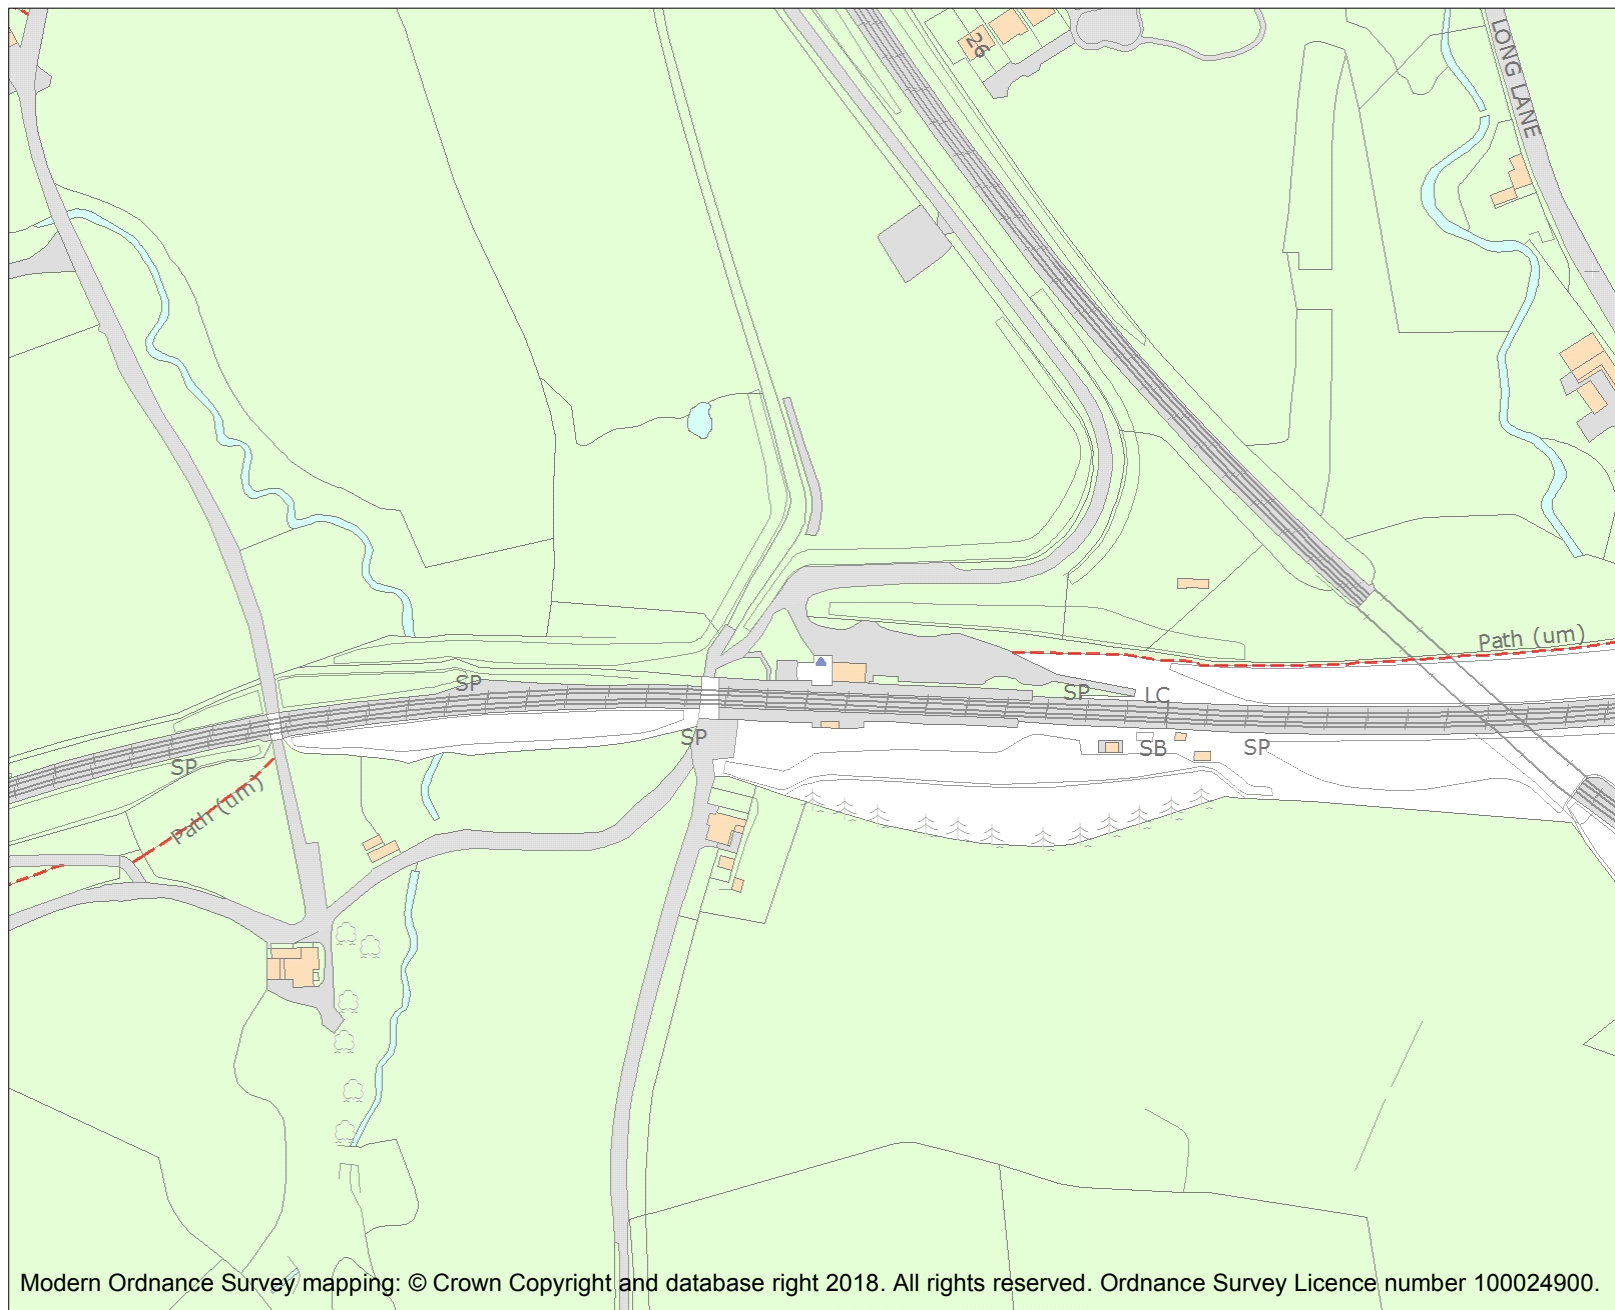 26
LONG LANE
Path (um)
SP
SP
LC
SP
SB
SP
SP
Path (um)
Modern Ordnance Survey mapping: © Crown Copyright and database right 2018. All rights reserved. Ordnance Survey Licence number 100024900.